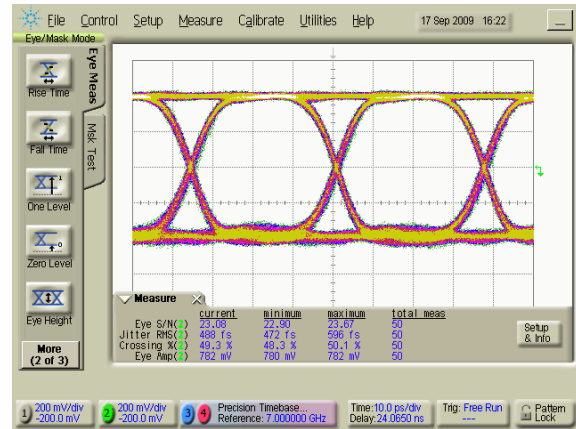 File Control Setup Measure Calibrate Utilities Help 17 Sep 2009 16:22
Eye/Mask Mode
Eye Meas
Msk Test
Rise Time
Fall Time
One Level
Zero Level
Eye Height
More
(2 of 3)
Measure
current minimum maximum total meas
Eye S/N(2) 23.08 22.90 23.67 50
Jitter RMS(2) 488 fs 472 fs 596 fs 50
Crossing %(2) 49.3 % 48.3 % 50.1 % 50
Eye Amp(2) 782 mV 780 mV 782 mV 50
Setup
& Info
1 200 mV/div
-200.0 mV
2 200 mV/div
-200.0 mV
3 4 Precision Timebase...
Reference: 7.000000 GHz
Time:10.0 ps/div
Delay:24.0650 ns
Trig: Free Run
---
Pattern
Lock